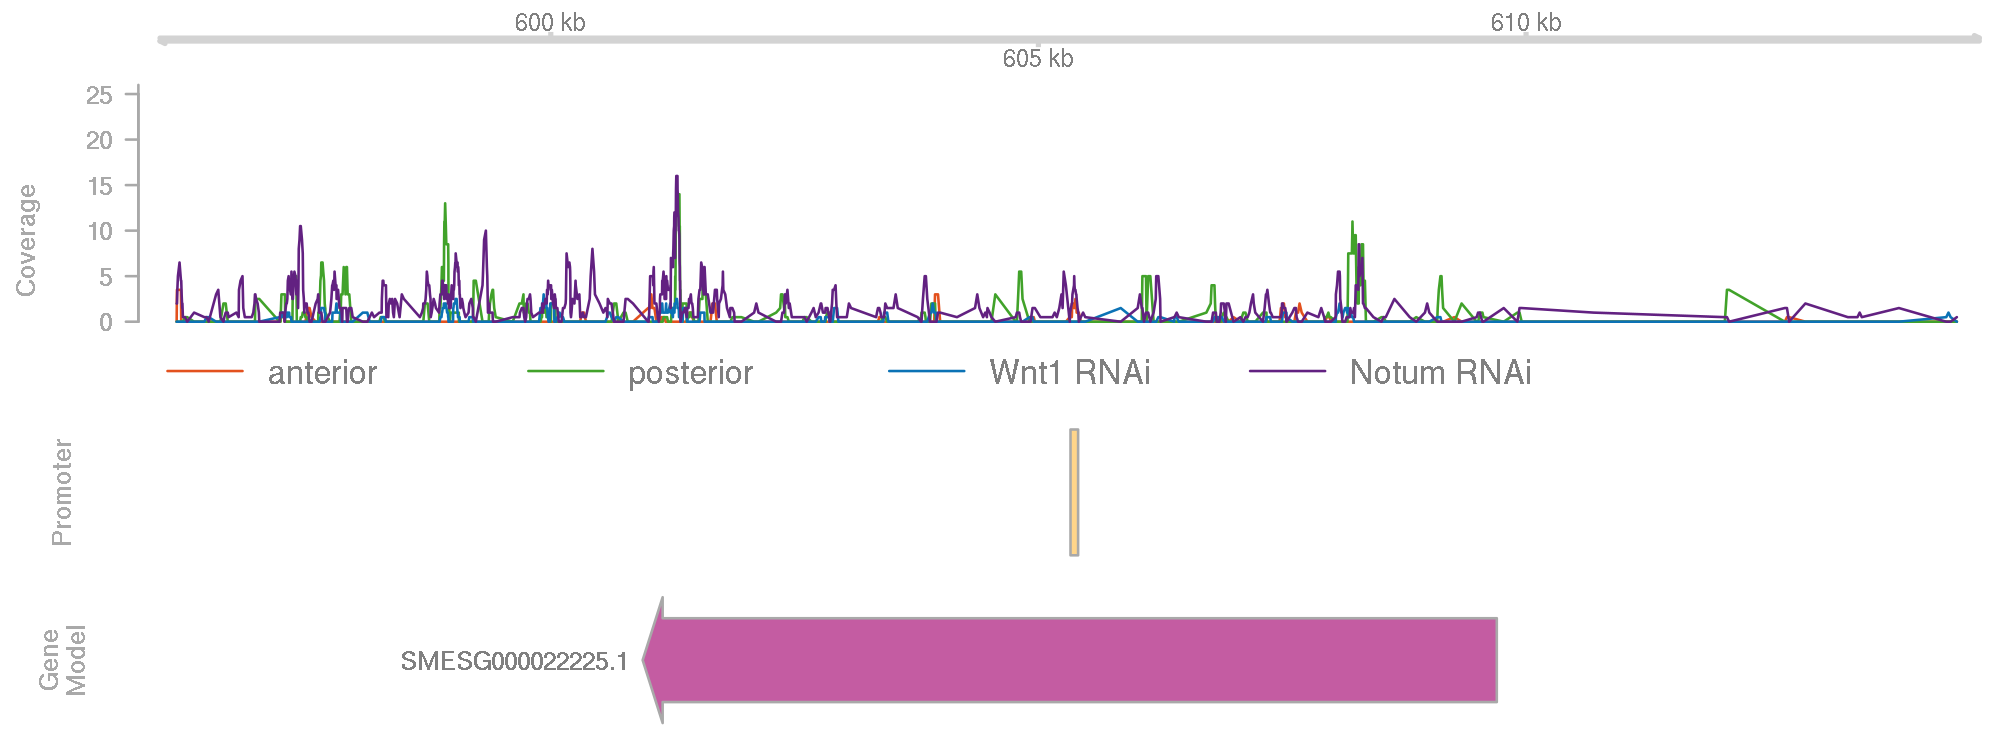 600 kb
610 kb
605 kb
Coverage
25
20
15
10
5
0
anterior posterior Wnt1 RNAi Notum RNAi
Promoter
Gene
Model
SMESG000022225.1